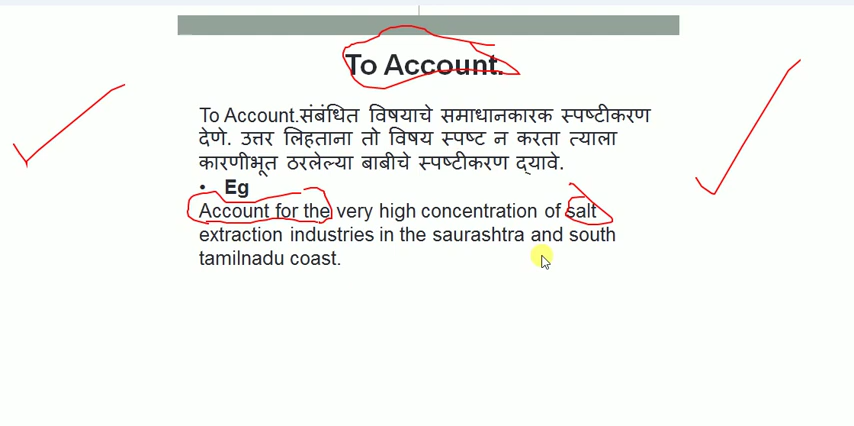 To Account.
To Account.संबंधित विषयाचे समाधानकारक स्पष्टीकरण
देणे. उत्तर लिहताना तो विषय स्पष्ट न करता त्याला
कारणीभूत ठरलेल्या बाबीचे स्पष्टीकरण द्यावे.
• Eg
Account for the very high concentration of salt
extraction industries in the saurashtra and south
tamilnadu coast.